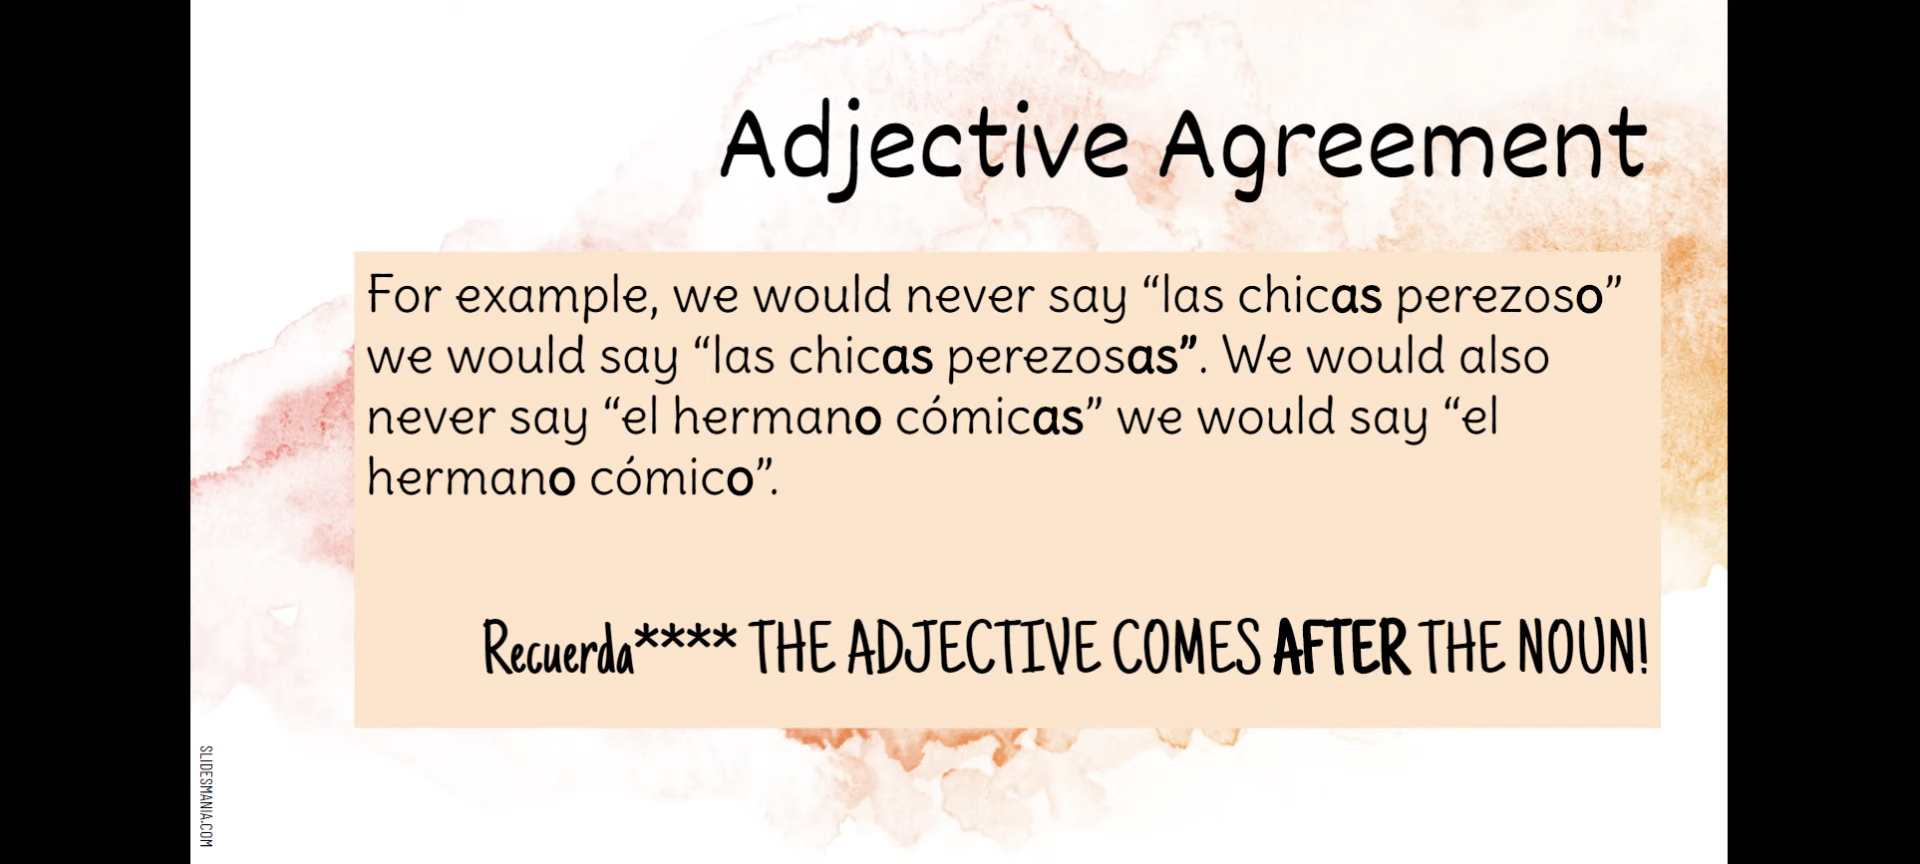 Adjective Agreement
For example, we would never say “las chicas perezoso”
we would say “las chicas perezosas”. We would also
never say “el hermano cómicas” we would say “el
hermano cómico”.
Recuerda**** THE ADJECTIVE COMES AFTER THE NOUN!
SLIDESMANIA.COM